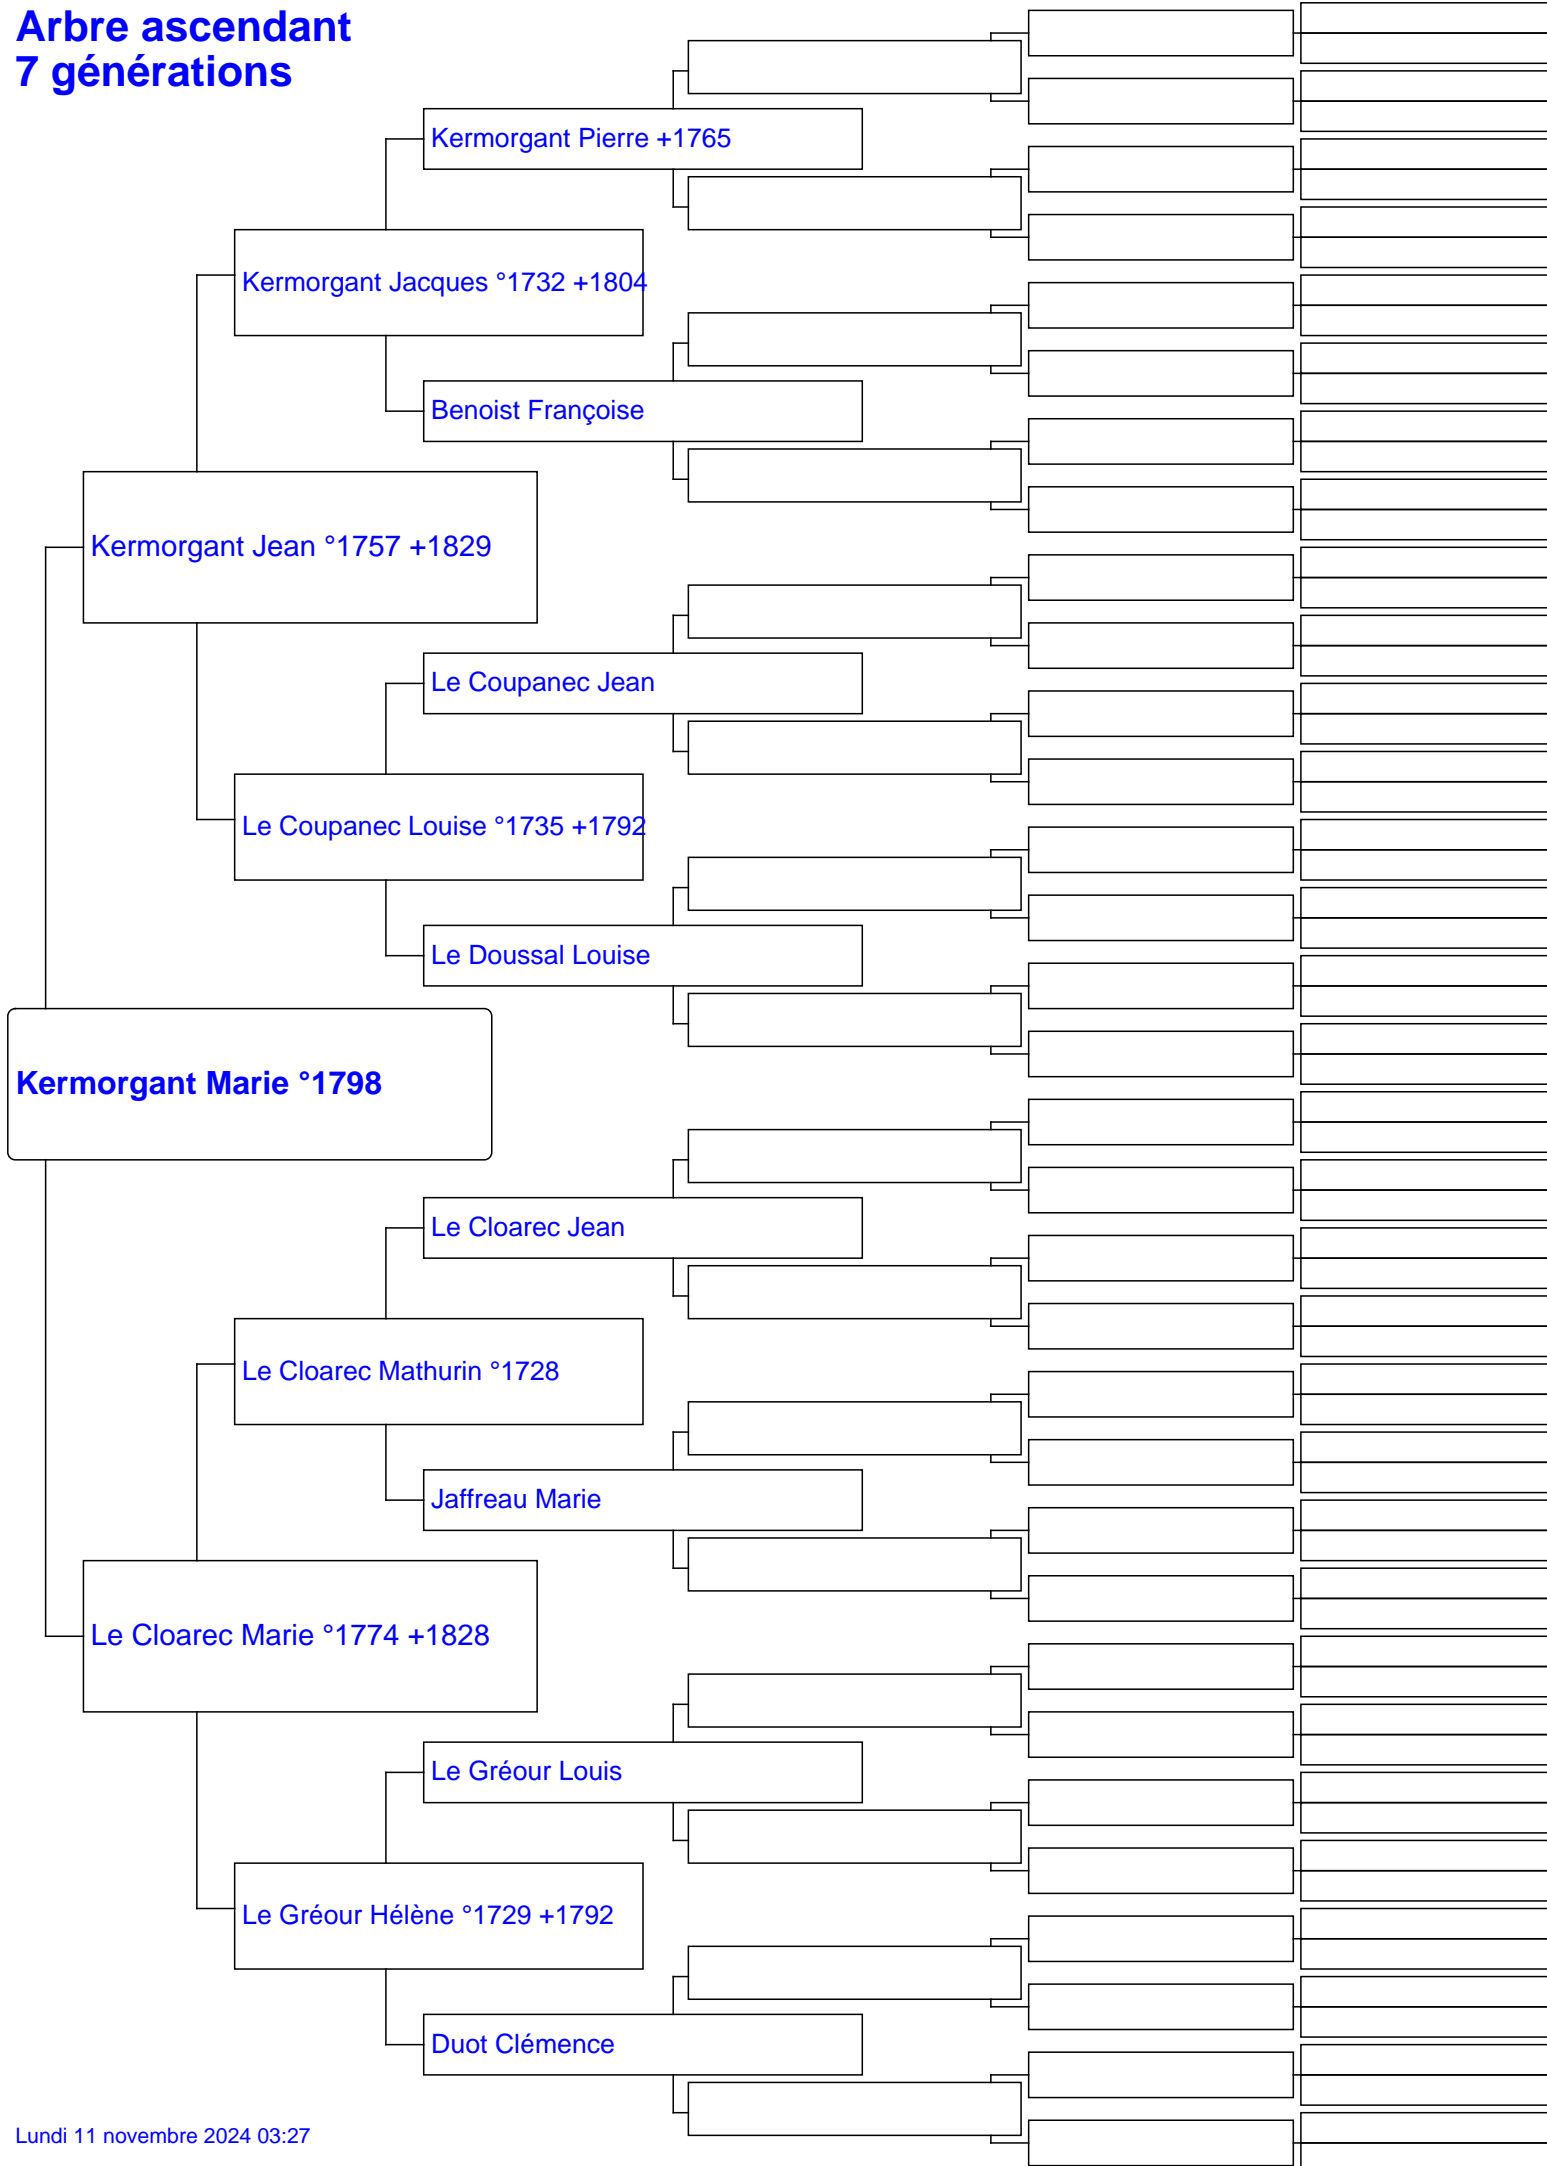 Arbre ascendant
7 générations
Kermorgant Pierre +1765
Kermorgant Jacques °1732 +1804
Benoist Françoise
Kermorgant Jean °1757 +1829
Le Coupanec Jean
Le Coupanec Louise °1735 +1792
Le Doussal Louise
Kermorgant Marie °1798
Le Cloarec Jean
Le Cloarec Mathurin °1728
Jaffreau Marie
Le Cloarec Marie °1774 +1828
Le Gréour Louis
Le Gréour Hélène °1729 +1792
Duot Clémence
Lundi 11 novembre 2024 03:27